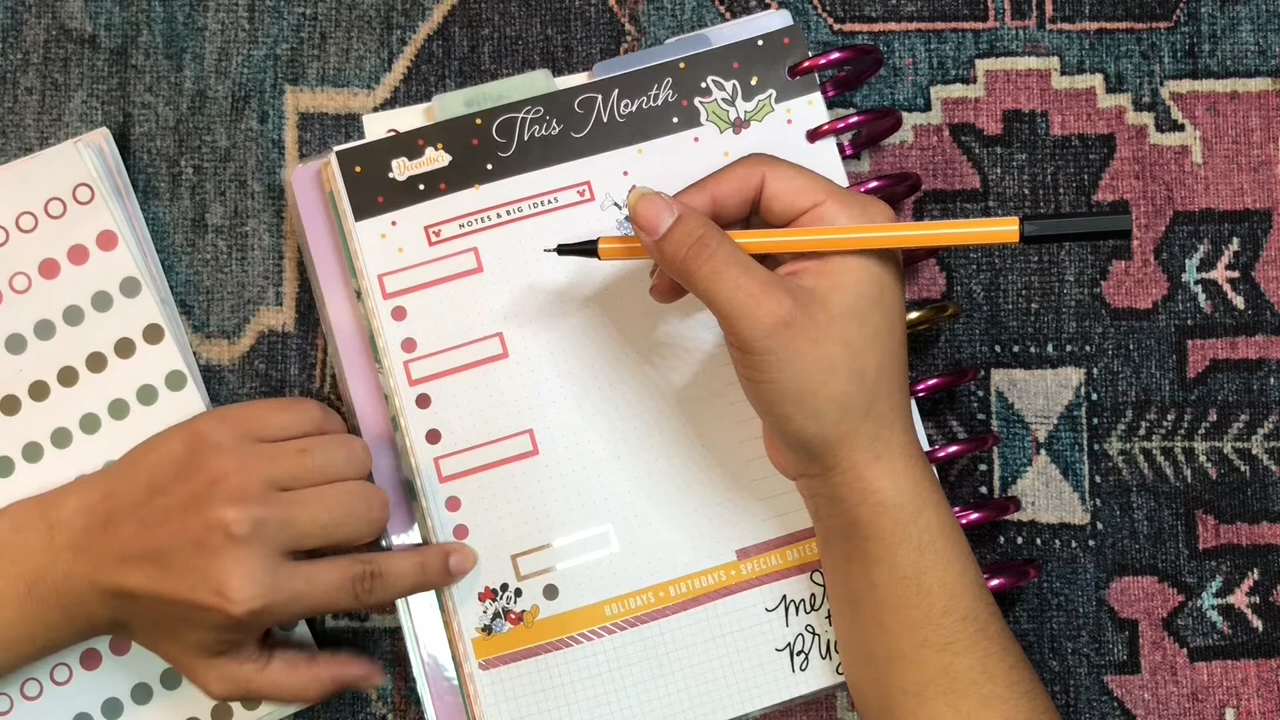 This Month
December
NOTES & BIG IDEAS
HOLIDAYS + BIRTHDAYS + SPECIAL DATES